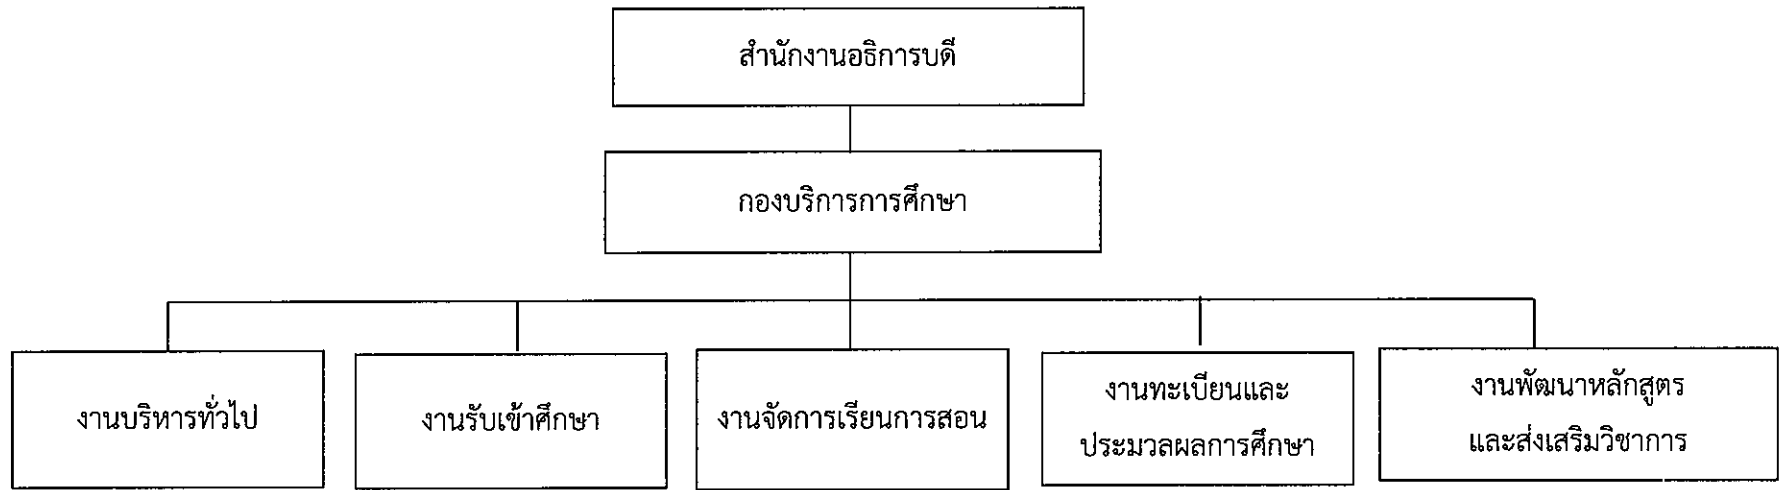 สำนักงานอธิการบดี
กองบริการการศึกษา
งานบริหารทั่วไป
งานรับเข้าศึกษา
งานจัดการเรียนการสอน
งานทะเบียนและ
ประมวลผลการศึกษา
งานพัฒนาหลักสูตร
และส่งเสริมวิชาการ